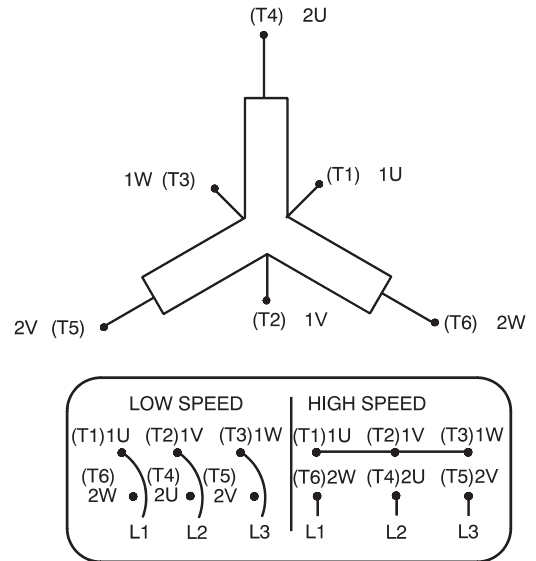 (T4) 2U
1W (T3)
(T1) 1U
2V (T5)
(T2) 1V
(T6) 2W
LOW SPEED
(T1)1U (T2)1V (T3)1W
(T6) (T4) (T5)
2W 2U 2V
L1 L2 L3
HIGH SPEED
(T1)1U (T2)1V (T3)1W
(T6)2W (T4)2U (T5)2V
L1 L2 L3